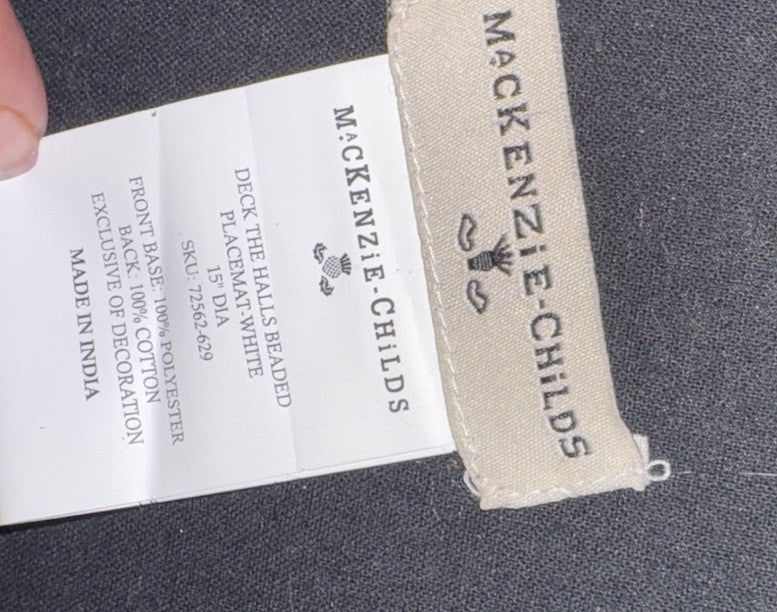 MACKENZiE-CHiLDS
MACKENZiE-CHiLDS
DECK THE HALLS BEADED
PLACEMAT-WHITE
15" DIA
SKU: 72562-629
FRONT BASE: 100% POLYESTER
BACK: 100% COTTON
EXCLUSIVE OF DECORATION
MADE IN INDIA